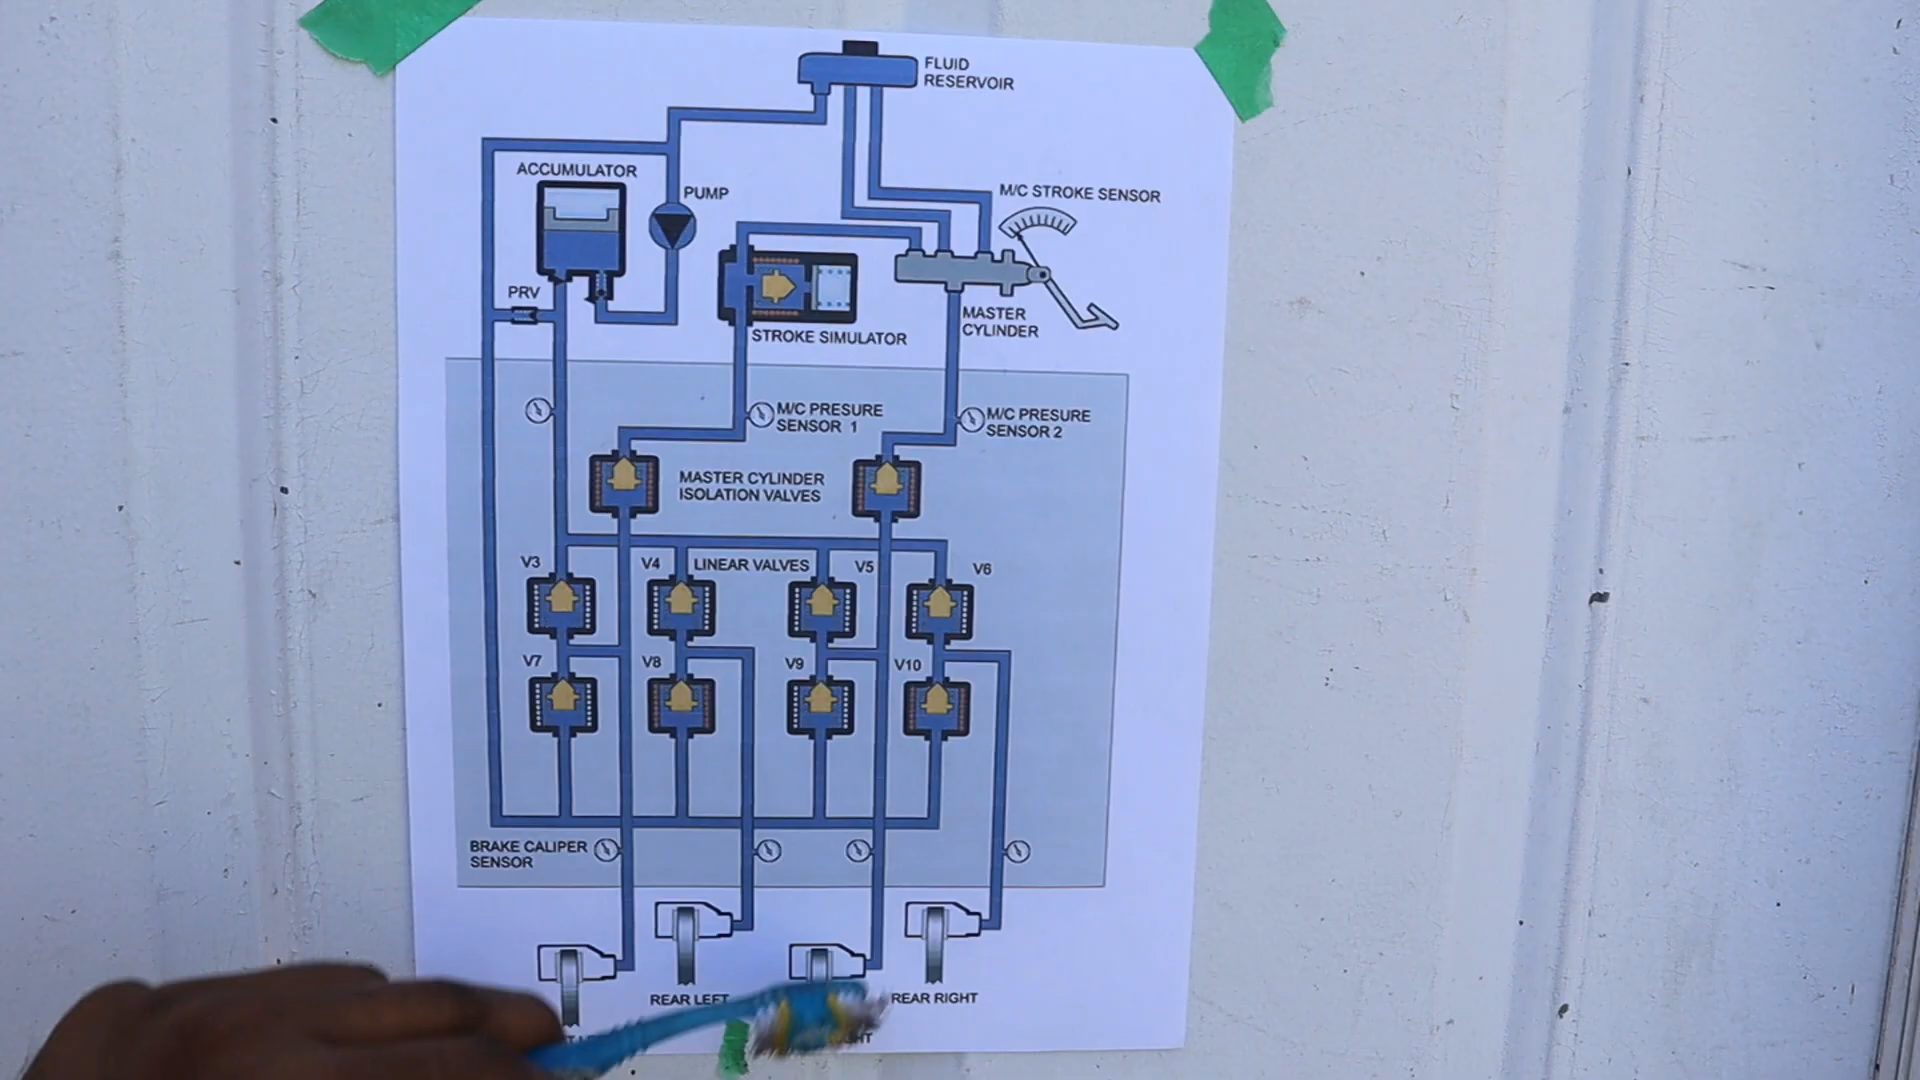 FLUID
RESERVOIR
ACCUMULATOR
PUMP
M/C STROKE SENSOR
PRV
MASTER
CYLINDER
STROKE SIMULATOR
M/C PRESURE
SENSOR 1
M/C PRESURE
SENSOR 2
MASTER CYLINDER
ISOLATION VALVES
V3
V4
LINEAR VALVES
V5
V6
V7
V8
V9
V10
BRAKE CALIPER
SENSOR
REAR LEFT
REAR RIGHT